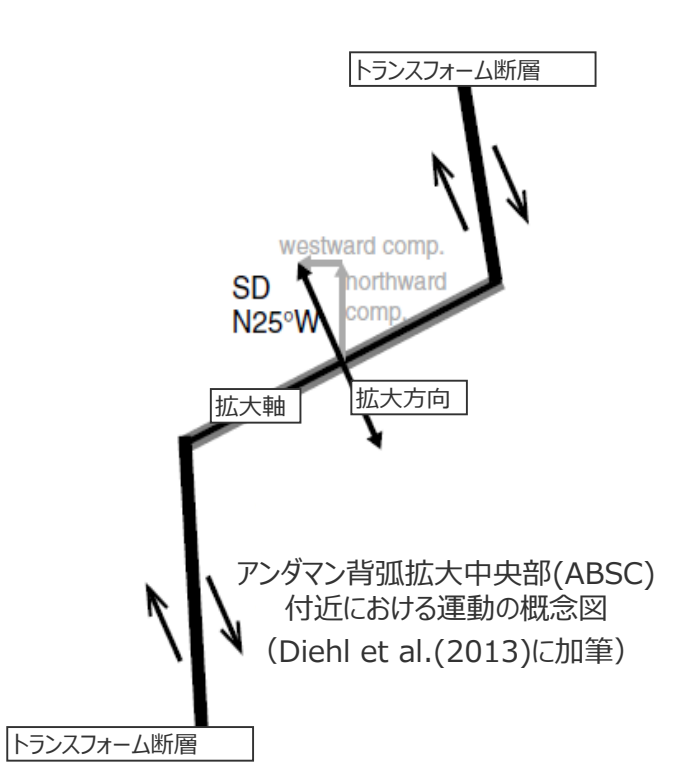 トランスフォーム断層
westward comp.
SD
northward
N25°W
comp.
拡大軸
拡大方向
アンダマン背弧拡大中央部(ABSC)
付近における運動の概念図
（Diehl et al.(2013)に加筆）
トランスフォーム断層